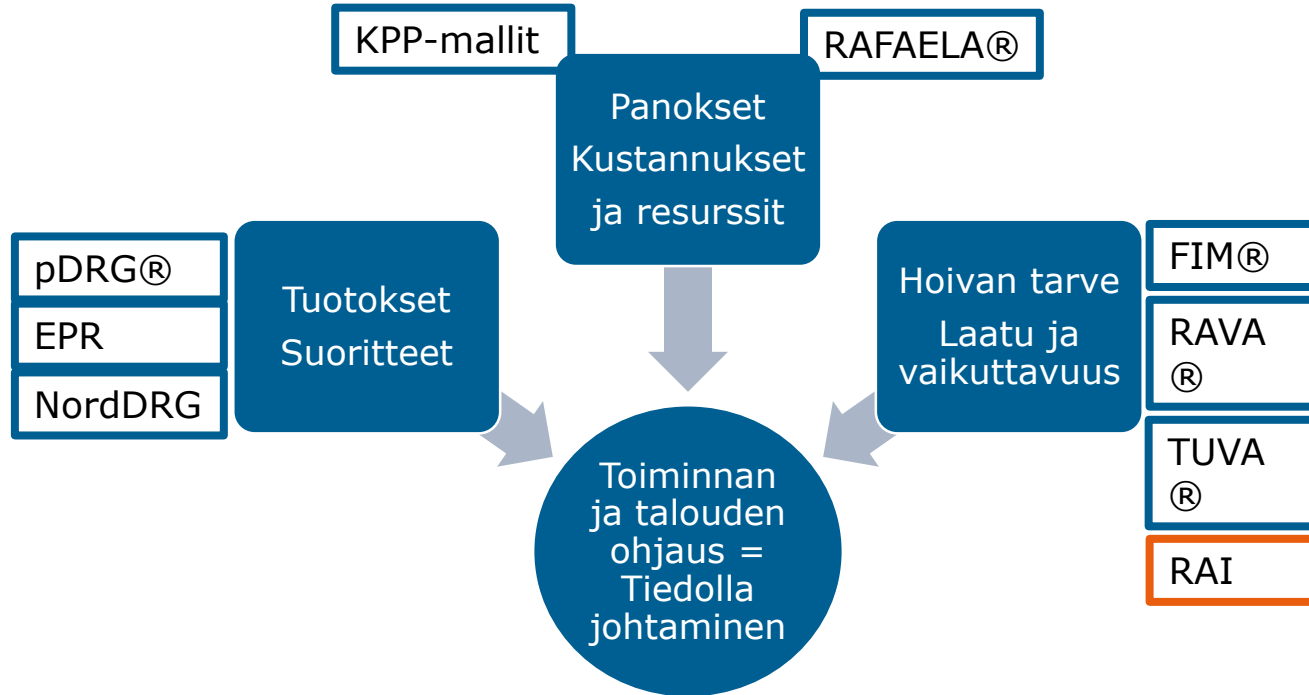 KPP-mallit
RAFAELA®
Panokset
Kustannukset
ja resurssit
pDRG®
EPR
NordDRG
Tuotokset
Suoritteet
Hoivan tarve
Laatu ja
vaikuttavuus
FIM®
RAVA
®
TUVA
®
RAI
Toiminnan
ja talouden
ohjaus =
Tiedolla
johtaminen